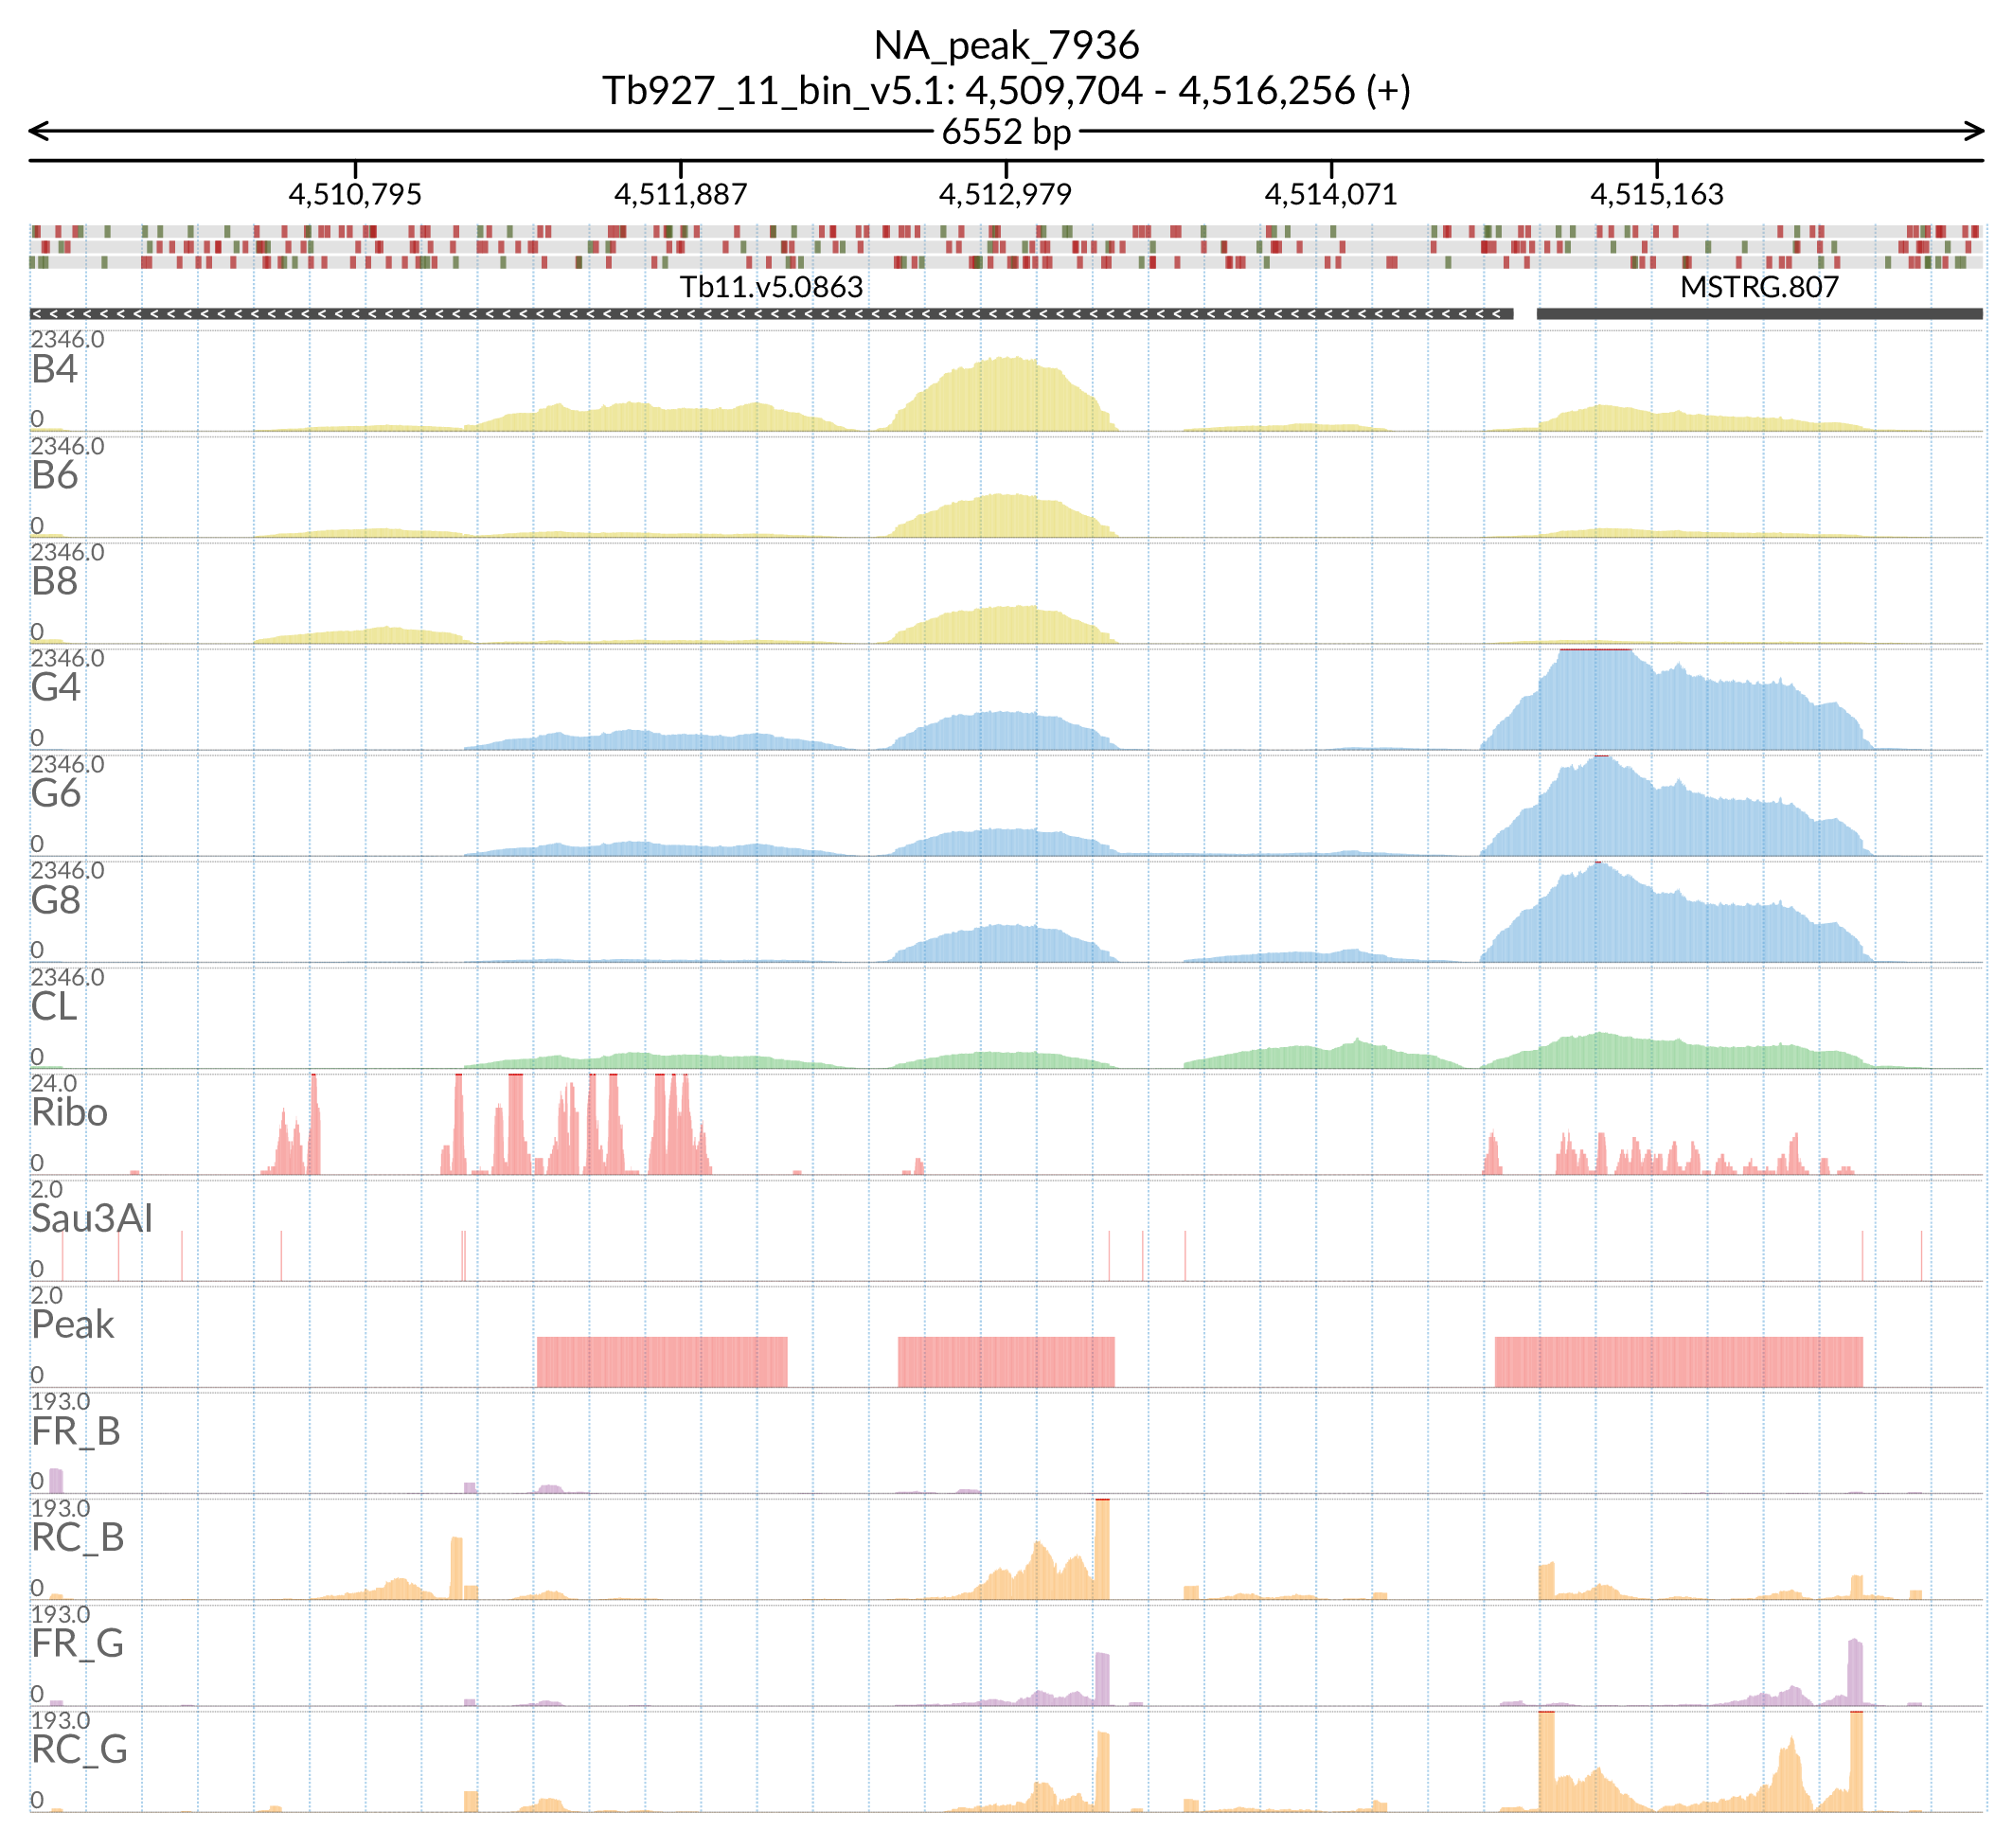 NA_peak_7936
Tb927_11_bin_v5.1: 4,509,704 - 4,516,256 (+)
6552 bp
4,510,795 4,511,887 4,512,979 4,514,071 4,515,163
Tb11.v5.0863 MSTRG.807
2346.0
B4
0
2346.0
B6
0
2346.0
B8
0
2346.0
G4
0
2346.0
G6
0
2346.0
G8
0
2346.0
CL
0
24.0
Ribo
0
2.0
Sau3AI
0
2.0
Peak
0
193.0
FR_B
0
193.0
RC_B
0
193.0
FR_G
0
193.0
RC_G
0